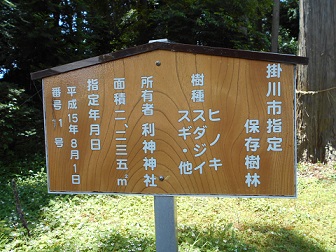 掛川市指定
保存樹林
樹種 ヒノキ
スダジイ
スギ・他
所有者 利神神社
面積 二、二三五㎡
指定年月日
平成15年8月1日
番号 11号